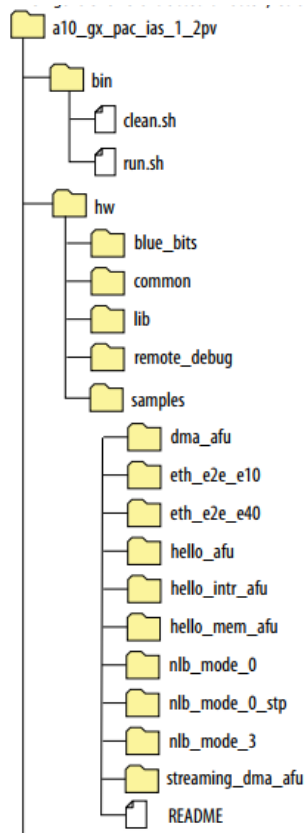 a10_gx_pac_ias_1_2pv
bin
clean.sh
run.sh
hw
blue_bits
common
lib
remote_debug
samples
dma_afu
eth_e2e_e10
eth_e2e_e40
hello_afu
hello_intr_afu
hello_mem_afu
nlb_mode_0
nlb_mode_0_stp
nlb_mode_3
streaming_dma_afu
README